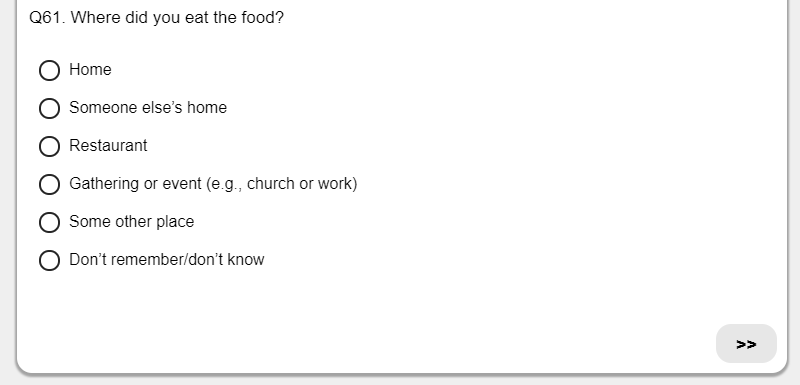 Q61. Where did you eat the food?
Home
Someone else's home
Restaurant
Gathering or event (e.g., church or work)
Some other place
Don't remember/don't know
>>